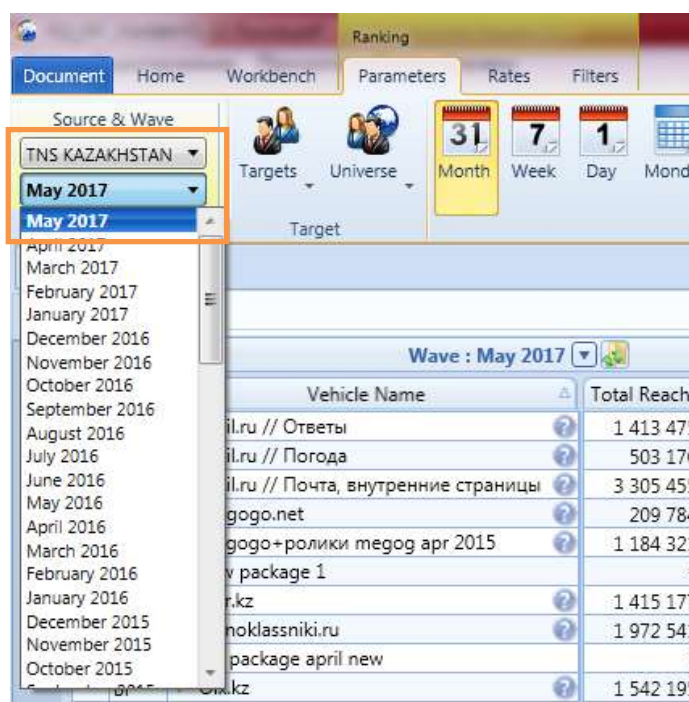 Ranking
Document Home Workbench Parameters Rates Filters
Source & Wave
TNS KAZAKHSTAN
May 2017
31 7 1
Targets Universe Month Week Day Mond
Target
May 2017
April 2017
March 2017
February 2017
January 2017
December 2016
November 2016
October 2016
September 2016
August 2016
July 2016
June 2016
May 2016
April 2016
March 2016
February 2016
January 2016
December 2015
November 2015
October 2015
Wave : May 2017
Vehicle Name Total Reach
il.ru // Ответы 1 413 47
il.ru // Погода 503 17
il.ru // Почта, внутренние страницы 3 305 45
gogo.net 209 78
gogo+ролики megog apr 2015 1 184 32
w package 1
r.kz 1 415 17
noklassniki.ru 1 972 54
package april new
Olx.kz 1 542 19